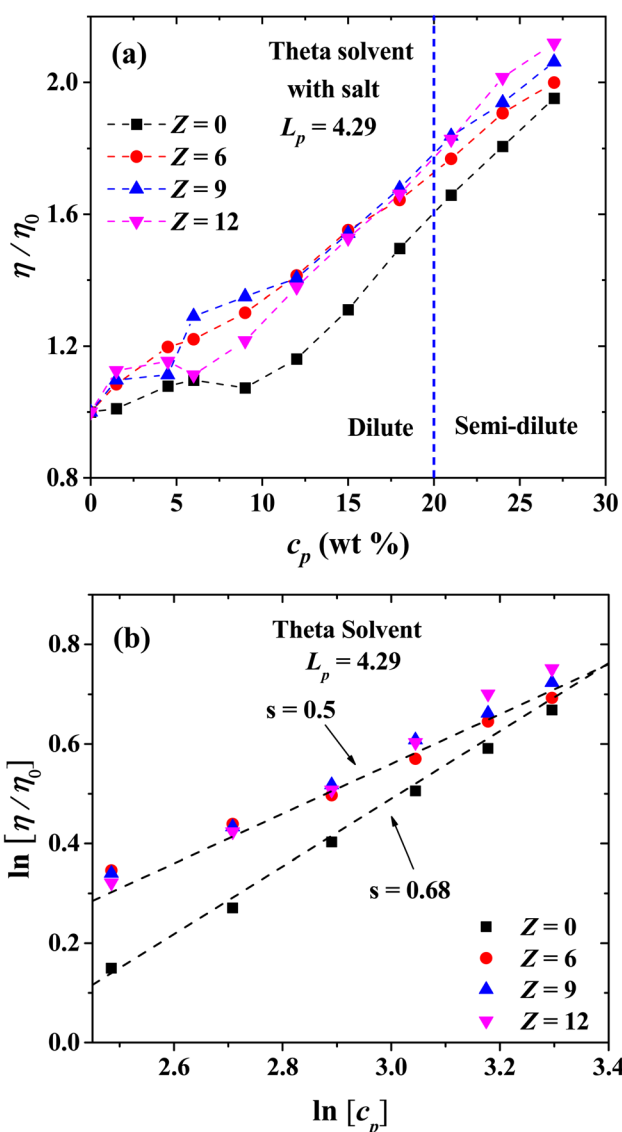 (a)
Theta solvent
with salt
L_p = 4.29
Z = 0
Z = 6
Z = 9
Z = 12
η / η_0
2.0
1.6
1.2
0.8
Dilute
Semi-dilute
0 5 10 15 20 25 30
c_p (wt %)
(b)
Theta Solvent
L_p = 4.29
s = 0.5
s = 0.68
ln [η / η_0]
0.8
0.6
0.4
0.2
0.0
Z = 0
Z = 6
Z = 9
Z = 12
2.6 2.8 3.0 3.2 3.4
ln [c_p]